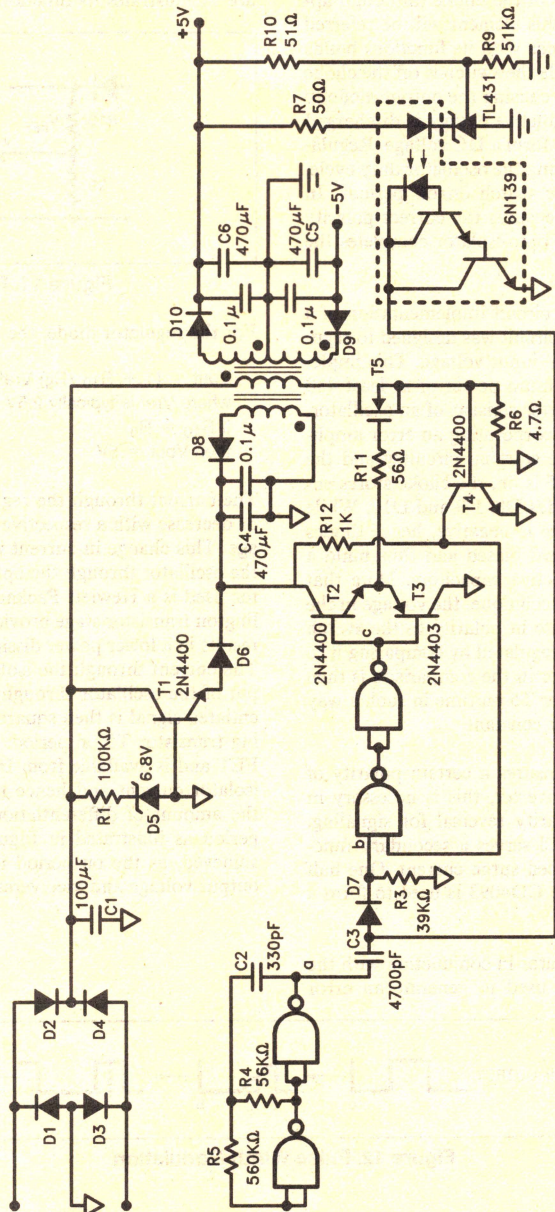 +5V
R10
51Ω
R9
51KΩ
R7
50Ω
TL431
6N139
C6
470μF
470μF
C5
-5V
0.1μ
0.1μ
D10
D9
D8
0.1μ
C4
470μF
T5
R11
56Ω
2N4400
R6
4.7Ω
T4
R12
1K
T2
T3
2N4400
2N4403
c
D6
T1
2N4400
R1
100KΩ
6.8V
D5
100μF
C1
D2
D4
D1
D3
b
D7
R3
39KΩ
C3
4700pF
C2
330pF
a
R4
56KΩ
R5
560KΩ